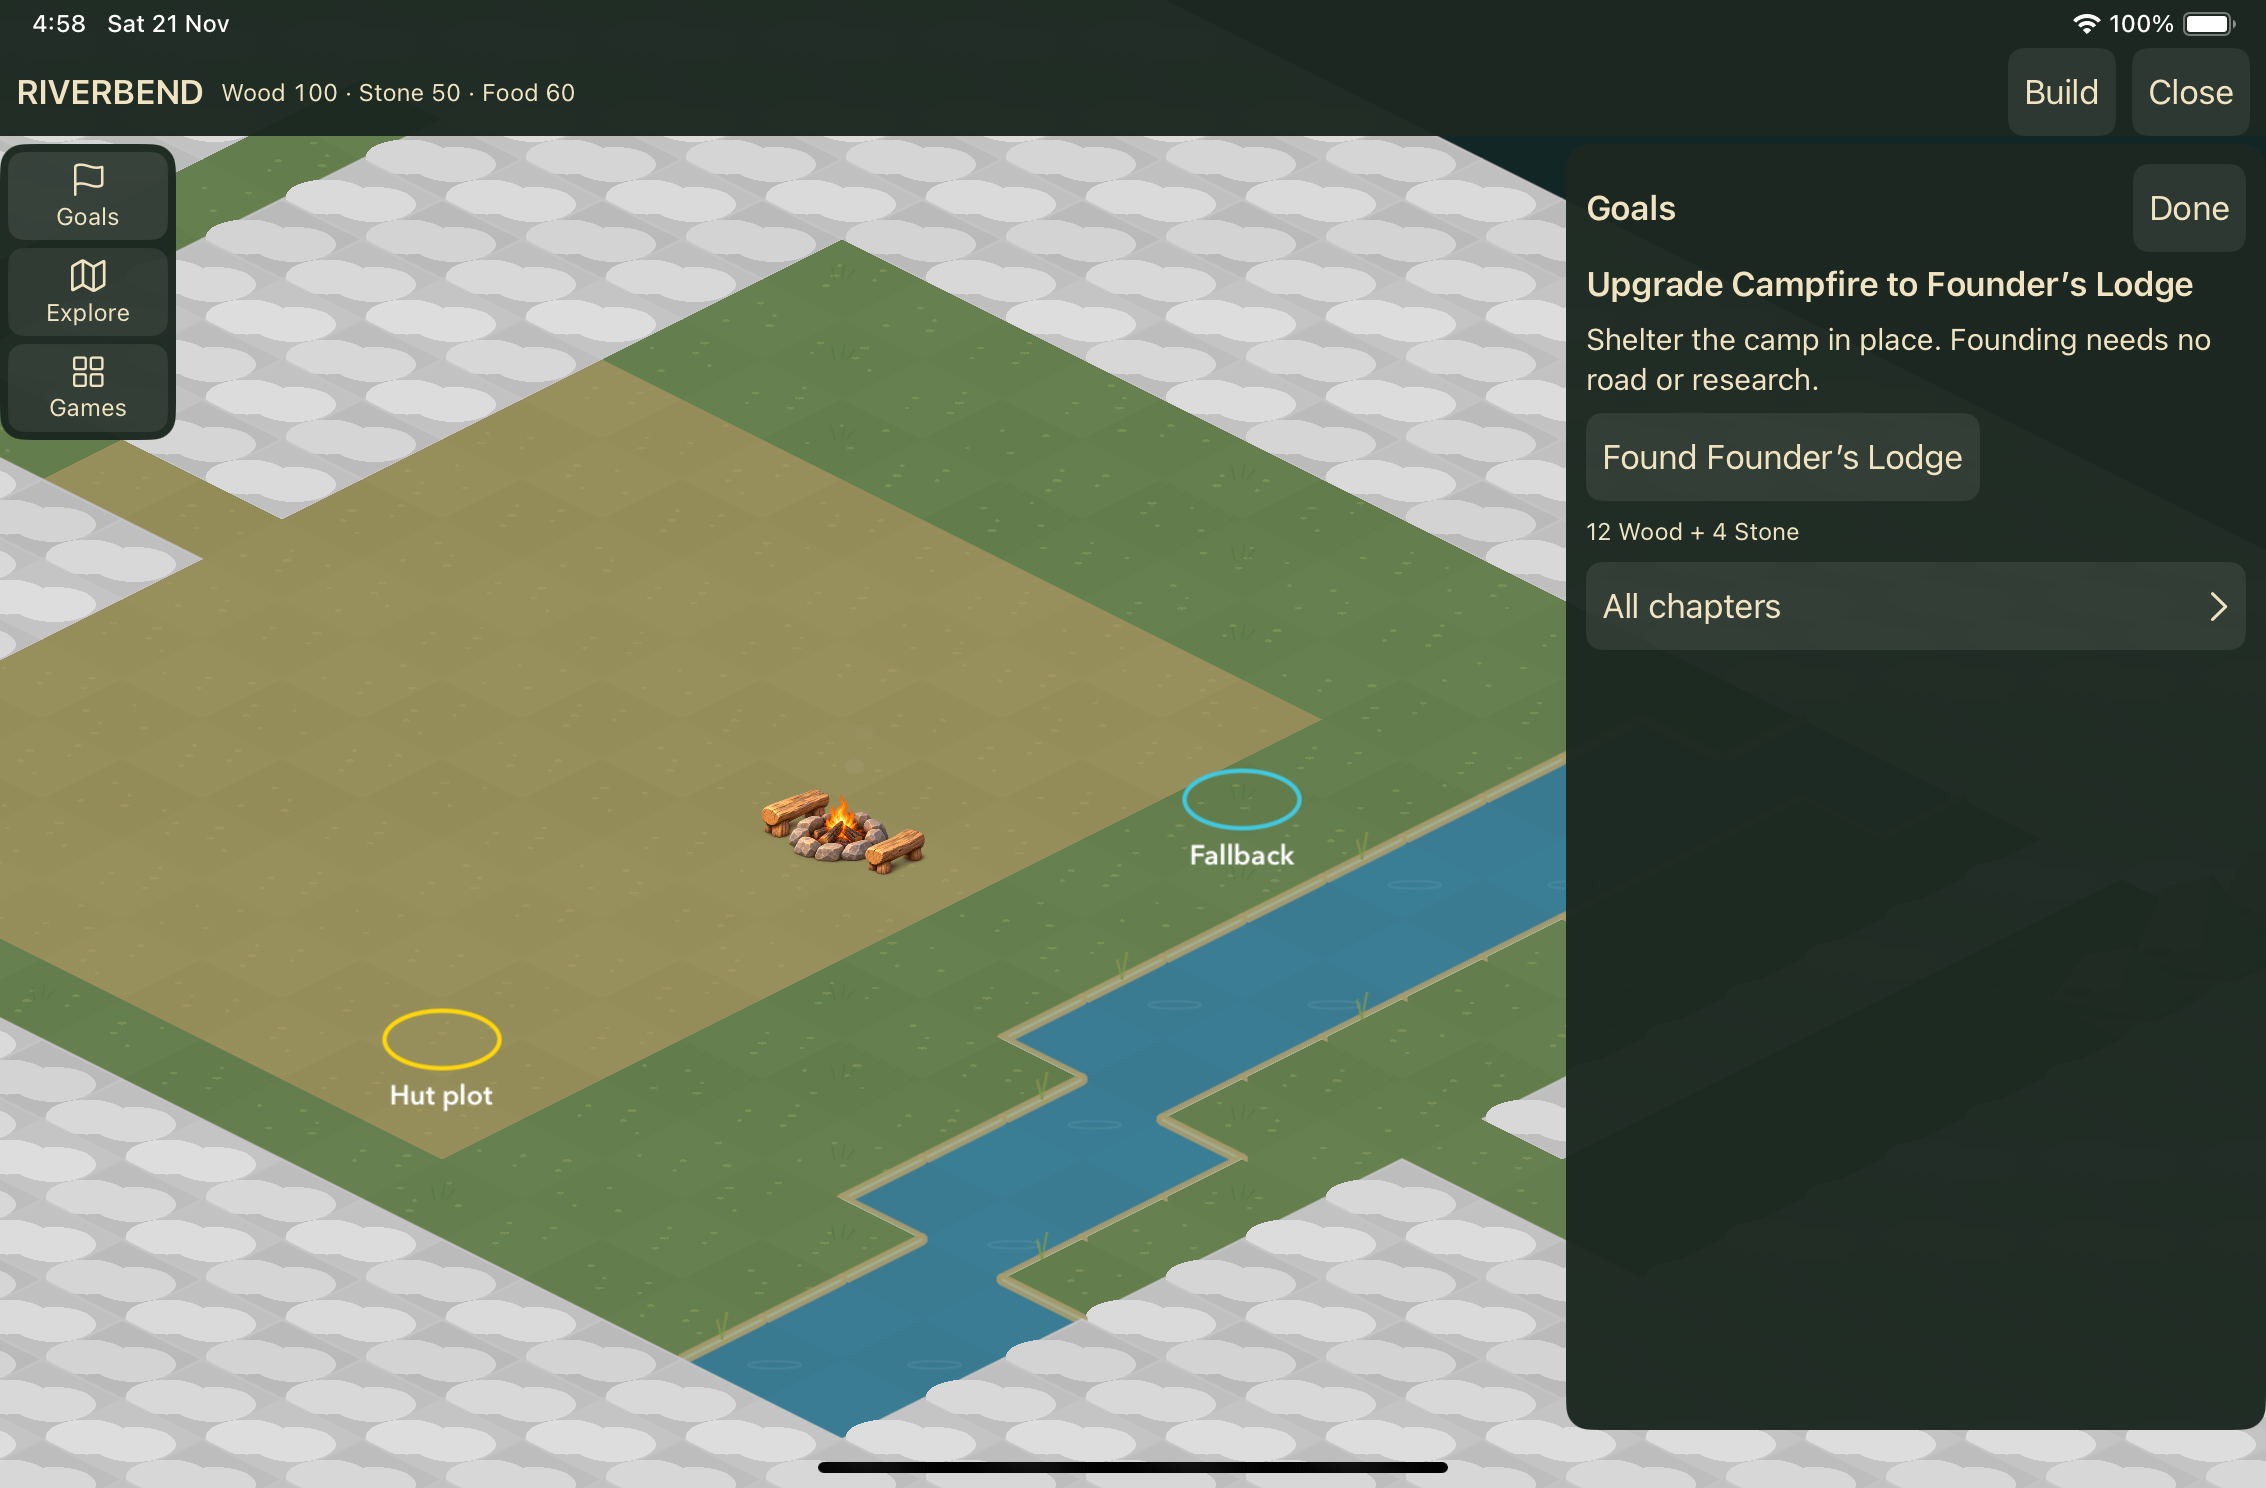 4:58 Sat 21 Nov
100%
RIVERBEND Wood 100 · Stone 50 · Food 60
Build
Close
Goals
Explore
Games
Goals
Done
Upgrade Campfire to Founder’s Lodge
Shelter the camp in place. Founding needs no
road or research.
Found Founder’s Lodge
12 Wood + 4 Stone
All chapters
Fallback
Hut plot